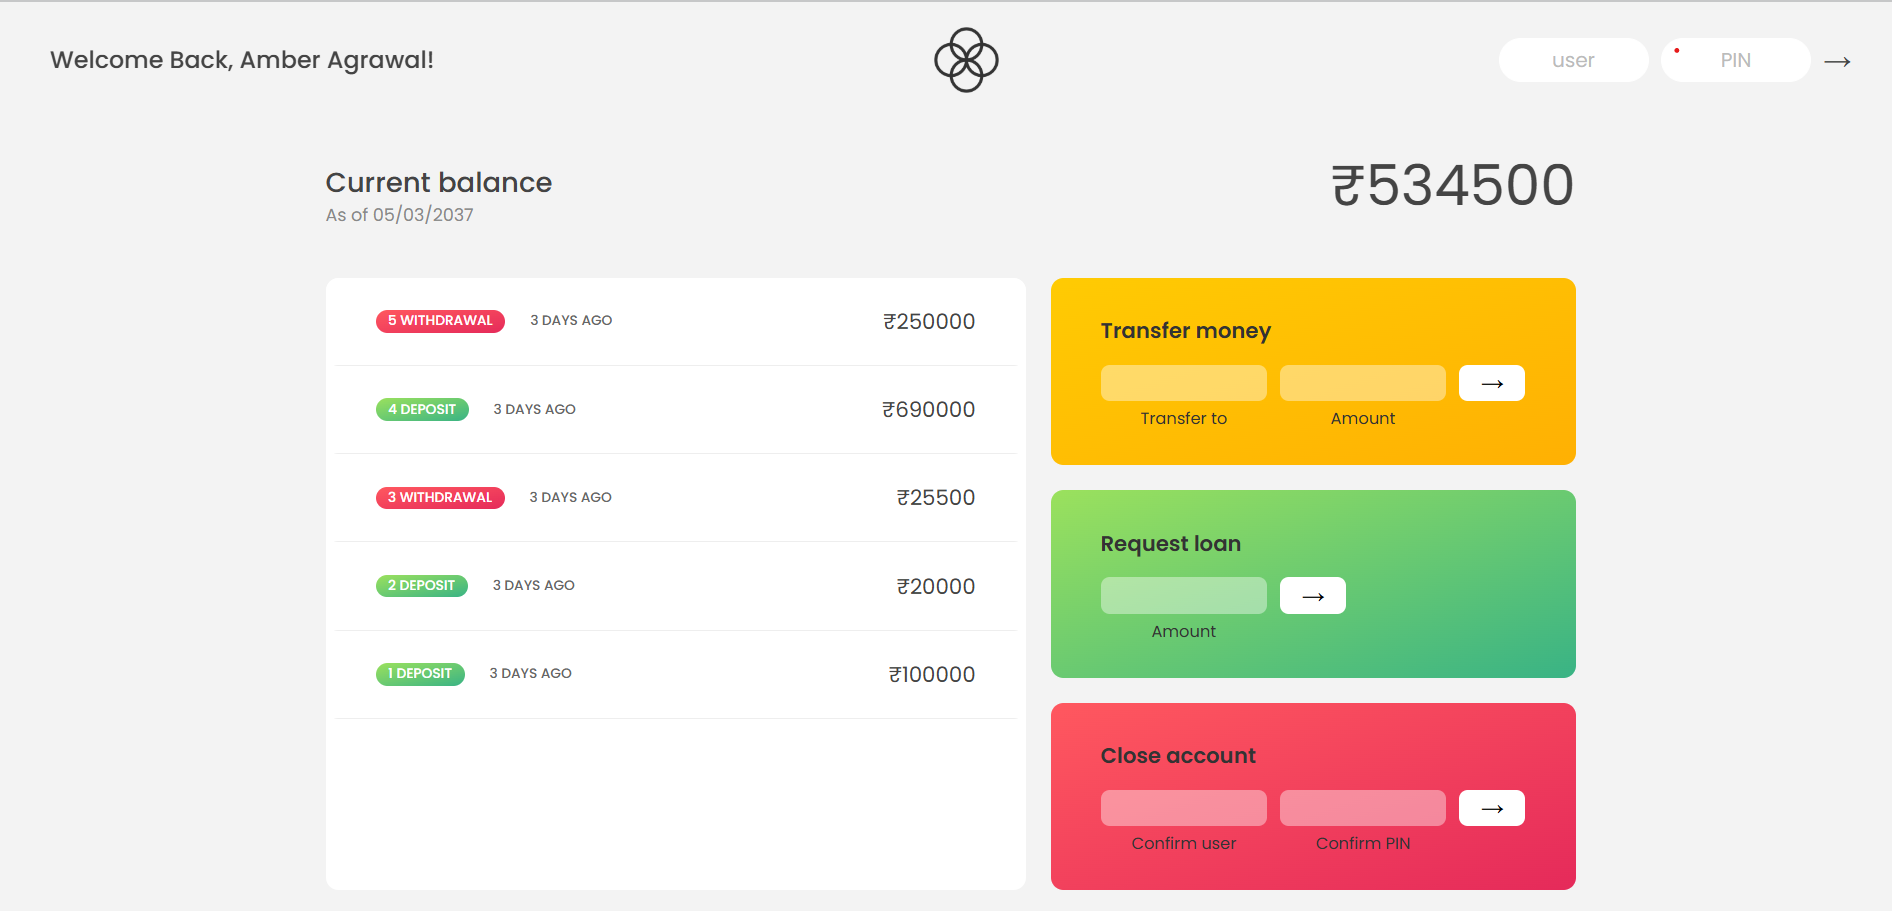 Welcome Back, Amber Agrawal!
user
PIN
→
Current balance
As of 05/03/2037
₹534500
5 WITHDRAWAL 3 DAYS AGO ₹250000
4 DEPOSIT 3 DAYS AGO ₹690000
3 WITHDRAWAL 3 DAYS AGO ₹25500
2 DEPOSIT 3 DAYS AGO ₹20000
1 DEPOSIT 3 DAYS AGO ₹100000
Transfer money
→
Transfer to Amount
Request loan
→
Amount
Close account
→
Confirm user Confirm PIN